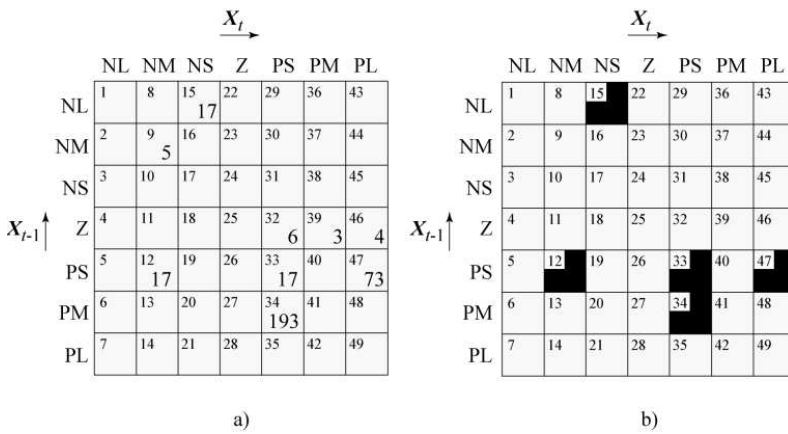 X_t X_t
NL NM NS Z PS PM PL NL NM NS Z PS PM PL
NL 1 8 15 17 22 29 36 43 NL 1 8 15 22 29 36 43
NM 2 9 5 16 23 30 37 44 NM 2 9 16 23 30 37 44
NS 3 10 17 24 31 38 45 NS 3 10 17 24 31 38 45
X_{t-1} Z 4 11 18 25 32 6 39 3 46 4 X_{t-1} Z 4 11 18 25 32 39 46
PS 5 12 17 19 26 33 17 40 47 73 PS 5 12 19 26 33 40 47
PM 6 13 20 27 34 193 41 48 PM 6 13 20 27 34 41 48
PL 7 14 21 28 35 42 49 PL 7 14 21 28 35 42 49
a) b)